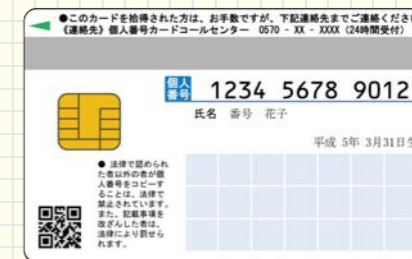 ●このカードを拾得された方は、お手数ですが、下記連絡先までご連絡くださ
《連絡先》個人番号カードコールセンター 0570 - XX - XXXX (24時間受付)
個人番号 1234 5678 9012
氏名 番号 花子
平成 5年 3月31日生
● 法律で認められ
た者以外の者が個
人番号をコピーす
ることは、法律で
禁止されています。
また、記載事項を
改ざんした者は、
法律により罰せら
れます。